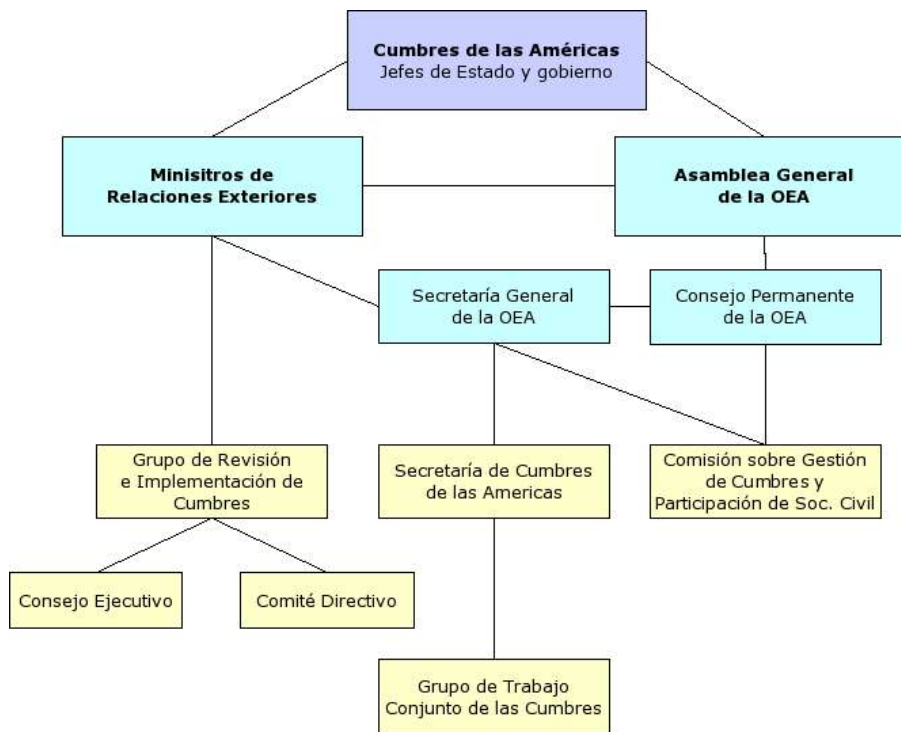 Cumbres de las Américas
Jefes de Estado y gobierno
Minisitros de
Relaciones Exteriores
Asamblea General
de la OEA
Secretaría General
de la OEA
Consejo Permanente
de la OEA
Grupo de Revisión
e Implementación de
Cumbres
Secretaría de Cumbres
de las Americas
Comisión sobre Gestión
de Cumbres y
Participación de Soc. Civil
Consejo Ejecutivo
Comité Directivo
Grupo de Trabajo
Conjunto de las Cumbres